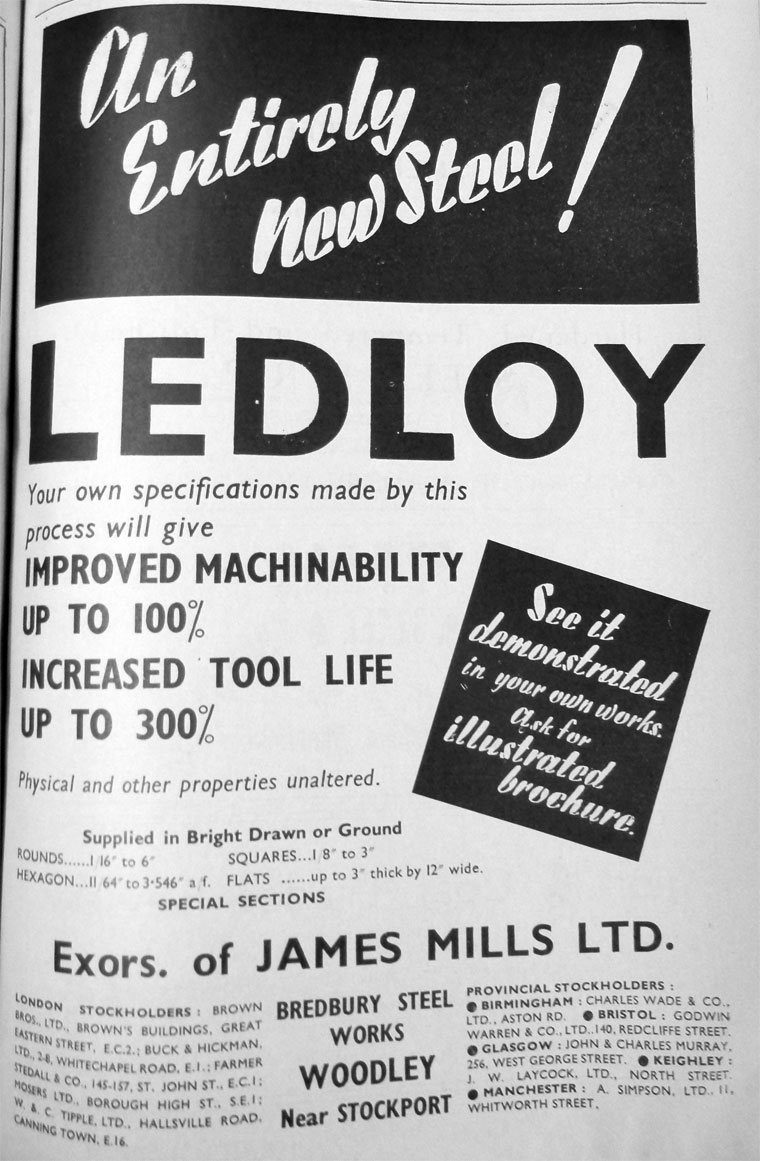 An
Entirely
New Steel!
LEDLOY
Your own specifications made by this
process will give
IMPROVED MACHINABILITY
UP TO 100%
INCREASED TOOL LIFE
UP TO 300%
Physical and other properties unaltered.
See it
demonstrated
in your own works.
Ask for
illustrated
brochure.
Supplied in Bright Drawn or Ground
ROUNDS......1/16″ to 6″ SQUARES...1/8″ to 3″
HEXAGON...11/64″ to 3·546″ a/f. FLATS ......up to 3″ thick by 12″ wide.
SPECIAL SECTIONS
Exors. of JAMES MILLS LTD.
LONDON STOCKHOLDERS : BROWN
BROS., LTD., BROWN'S BUILDINGS, GREAT
EASTERN STREET, E.C.2.; BUCK & HICKMAN,
LTD., 2-8, WHITECHAPEL ROAD, E.1.; FARMER
STEDALL & CO., 145-157, ST. JOHN ST., E.C.1;
MOSERS LTD., BOROUGH HIGH ST., S.E.1;
W. & C. TIPPLE, LTD., HALLSVILLE ROAD,
CANNING TOWN, E.16.
BREDBURY STEEL
WORKS
WOODLEY
Near STOCKPORT
PROVINCIAL STOCKHOLDERS :
● BIRMINGHAM : CHARLES WADE & CO.,
LTD., ASTON RD. ● BRISTOL : GODWIN
WARREN & CO., LTD., 140, REDCLIFFE STREET.
● GLASGOW : JOHN & CHARLES MURRAY,
256, WEST GEORGE STREET. ● KEIGHLEY :
J. W. LAYCOCK, LTD., NORTH STREET.
● MANCHESTER : A. SIMPSON, LTD., 11,
WHITWORTH STREET.